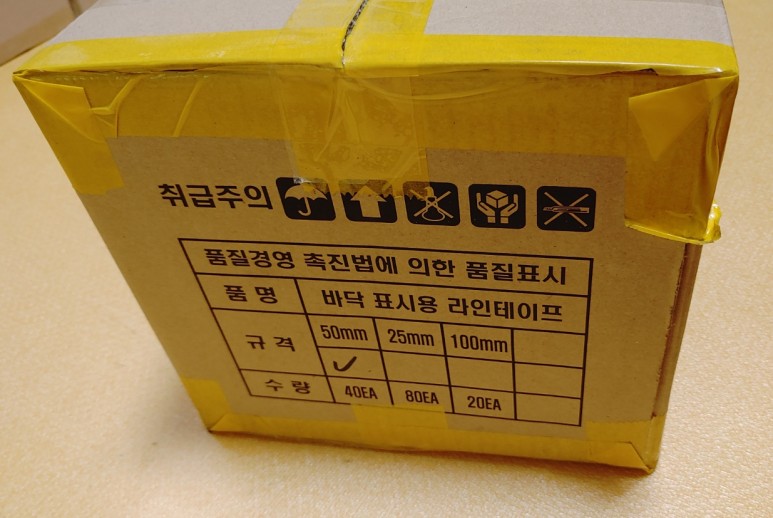 취급주의
품질경영 촉진법에 의한 품질표시
품 명 바닥 표시용 라인테이프
규 격 50mm 25mm 100mm
수 량 40EA 80EA 20EA